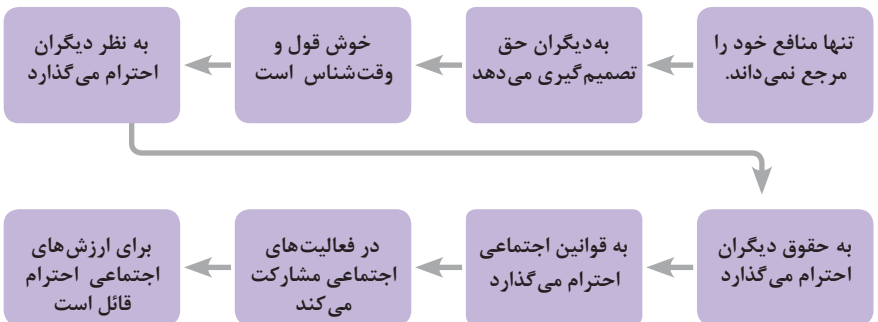 تنها منافع خود را
مرجع نمی‌داند.
به‌دیگران حق
تصمیم‌گیری می‌دهد
خوش قول و
وقت‌شناس است
به نظر دیگران
احترام می‌گذارد
به حقوق دیگران
احترام می‌گذارد
به قوانین اجتماعی
احترام می‌گذارد
در فعالیت‌های
اجتماعی مشارکت
می‌کند
برای ارزش‌های
اجتماعی احترام
قائل است